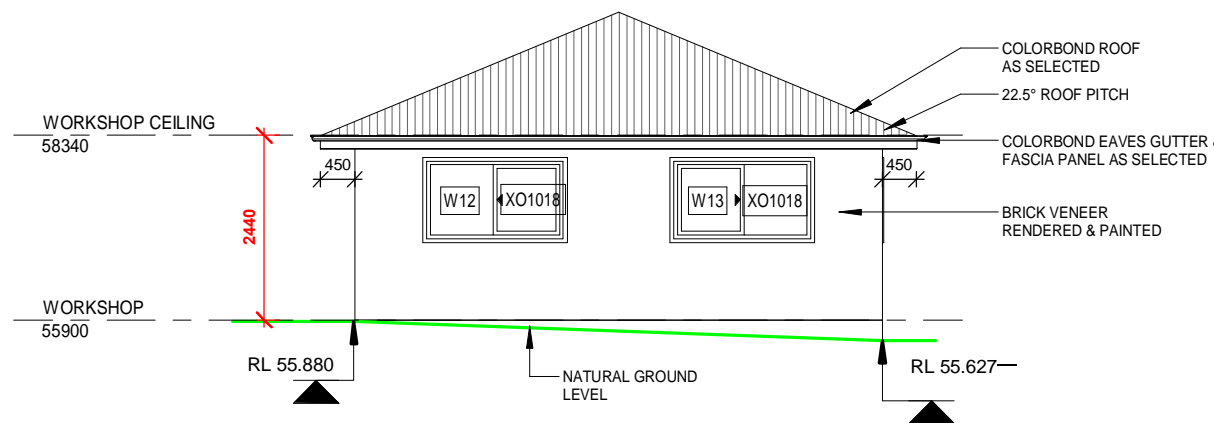 COLORBOND ROOF
AS SELECTED
22.5° ROOF PITCH
WORKSHOP CEILING
58340
COLORBOND EAVES GUTTER &
FASCIA PANEL AS SELECTED
450
450
W12
XO1018
W13
XO1018
BRICK VENEER
RENDERED & PAINTED
2440
WORKSHOP
55900
RL 55.880
RL 55.627
NATURAL GROUND
LEVEL